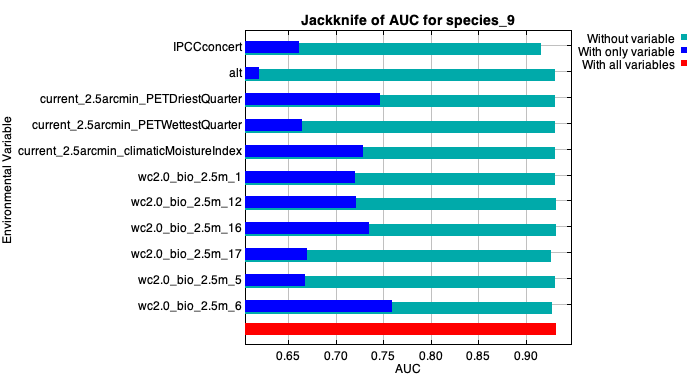 Jackknife of AUC for species_9
Without variable
With only variable
With all variables
Environmental Variable
IPCCconcert
alt
current_2.5arcmin_PETDriestQuarter
current_2.5arcmin_PETWettestQuarter
current_2.5arcmin_climaticMoistureIndex
wc2.0_bio_2.5m_1
wc2.0_bio_2.5m_12
wc2.0_bio_2.5m_16
wc2.0_bio_2.5m_17
wc2.0_bio_2.5m_5
wc2.0_bio_2.5m_6
0.65 0.70 0.75 0.80 0.85 0.90
AUC